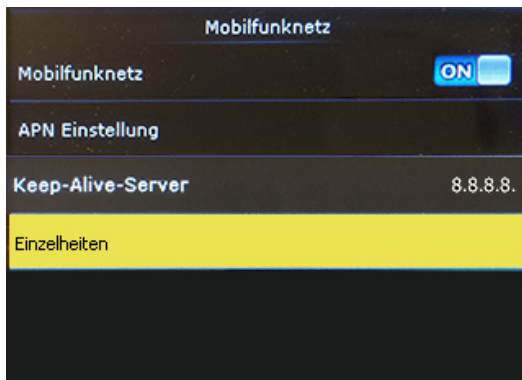 Mobilfunknetz
Mobilfunknetz ON
APN Einstellung
Keep-Alive-Server 8.8.8.8.
Einzelheiten